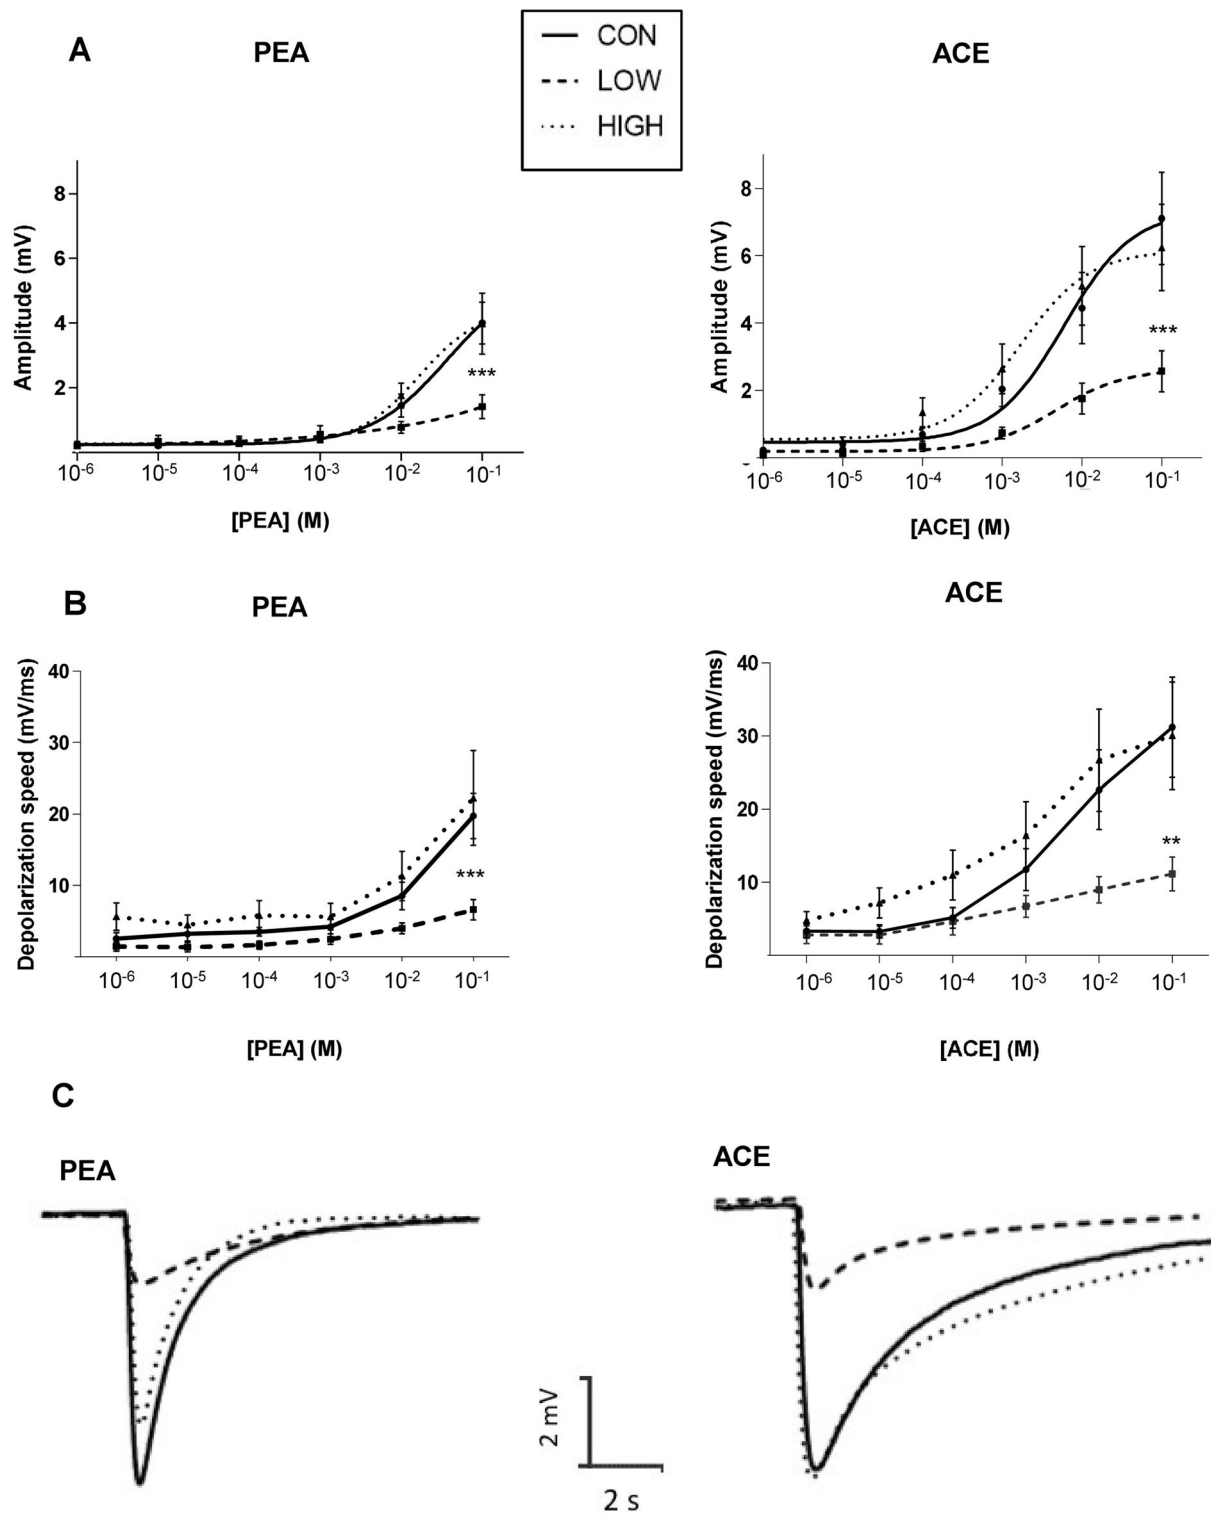 A
PEA
CON
LOW
HIGH
ACE
Amplitude (mV)
8
6
4
2
***
10-6 10-5 10-4 10-3 10-2 10-1
[PEA] (M)
Amplitude (mV)
8
6
4
2
***
10-6 10-5 10-4 10-3 10-2 10-1
[ACE] (M)
B
PEA
ACE
Depolarization speed (mV/ms)
40
30
20
10
***
10-6 10-5 10-4 10-3 10-2 10-1
[PEA] (M)
Depolarization speed (mV/ms)
40
30
20
10
**
10-6 10-5 10-4 10-3 10-2 10-1
[ACE] (M)
C
PEA
ACE
2 mV
2 s